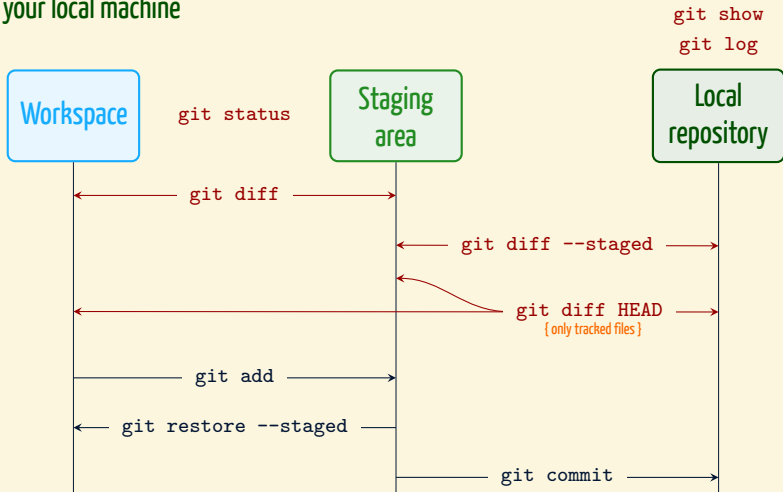 your local machine
git show
git log
Workspace
git status
Staging
area
Local
repository
git diff
git diff --staged
git diff HEAD
{ only tracked files }
git add
git restore --staged
git commit